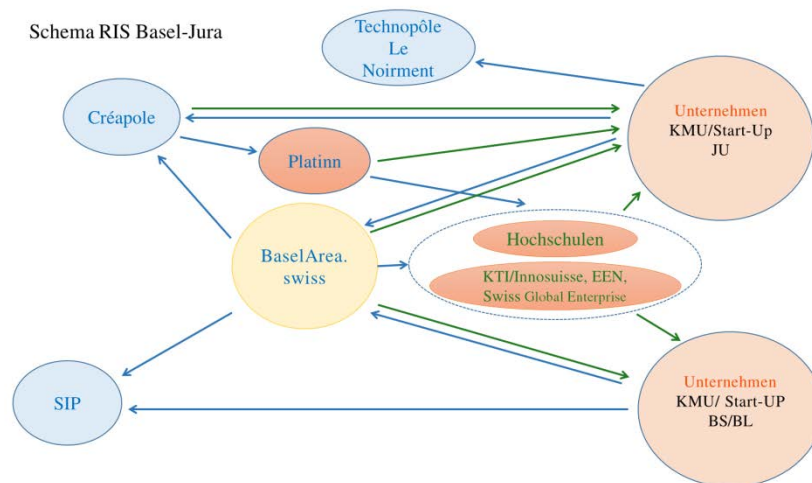 Schema RIS Basel-Jura
Technopôle
Le
Noirment
Créapole
Unternehmen
KMU/Start-Up
JU
Platinn
Hochschulen
BaselArea.
swiss
KTI/Innosuisse, EEN,
Swiss Global Enterprise
SIP
Unternehmen
KMU/ Start-UP
BS/BL